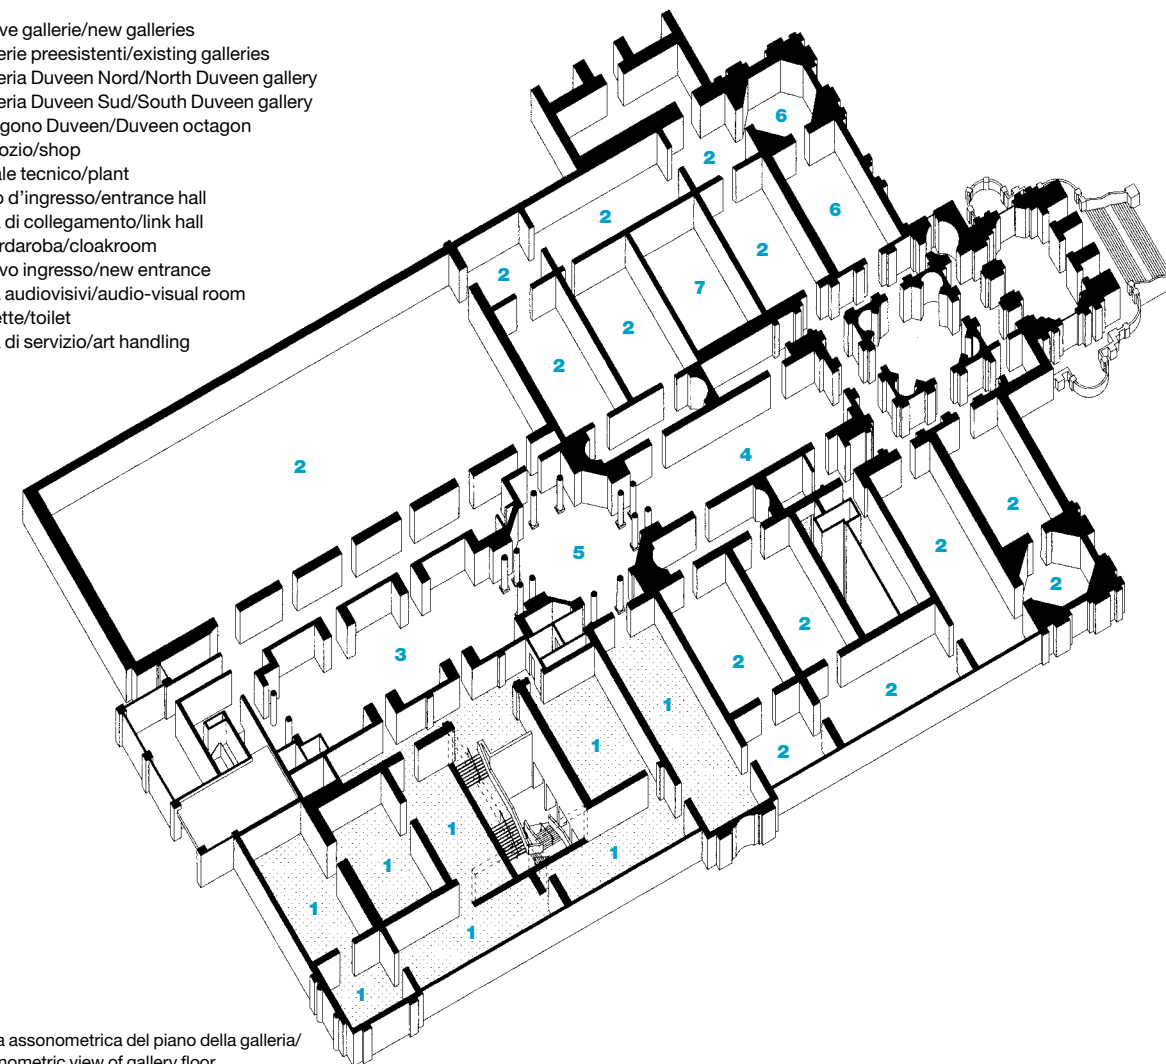 ve gallerie/new galleries
erie preesistenti/existing galleries
eria Duveen Nord/North Duveen gallery
eria Duveen Sud/South Duveen gallery
gono Duveen/Duveen octagon
ozio/shop
ale tecnico/plant
o d'ingresso/entrance hall
a di collegamento/link hall
rdaroba/cloakroom
vo ingresso/new entrance
a audiovisivi/audio-visual room
ette/toilet
a di servizio/art handling
6
2
2
6
2
2
7
2
2
2
4
2
5
2
2
2
3
2
1
2
1
2
1
1
1
1
1
a assonometrica del piano della galleria/
nometric view of gallery floor